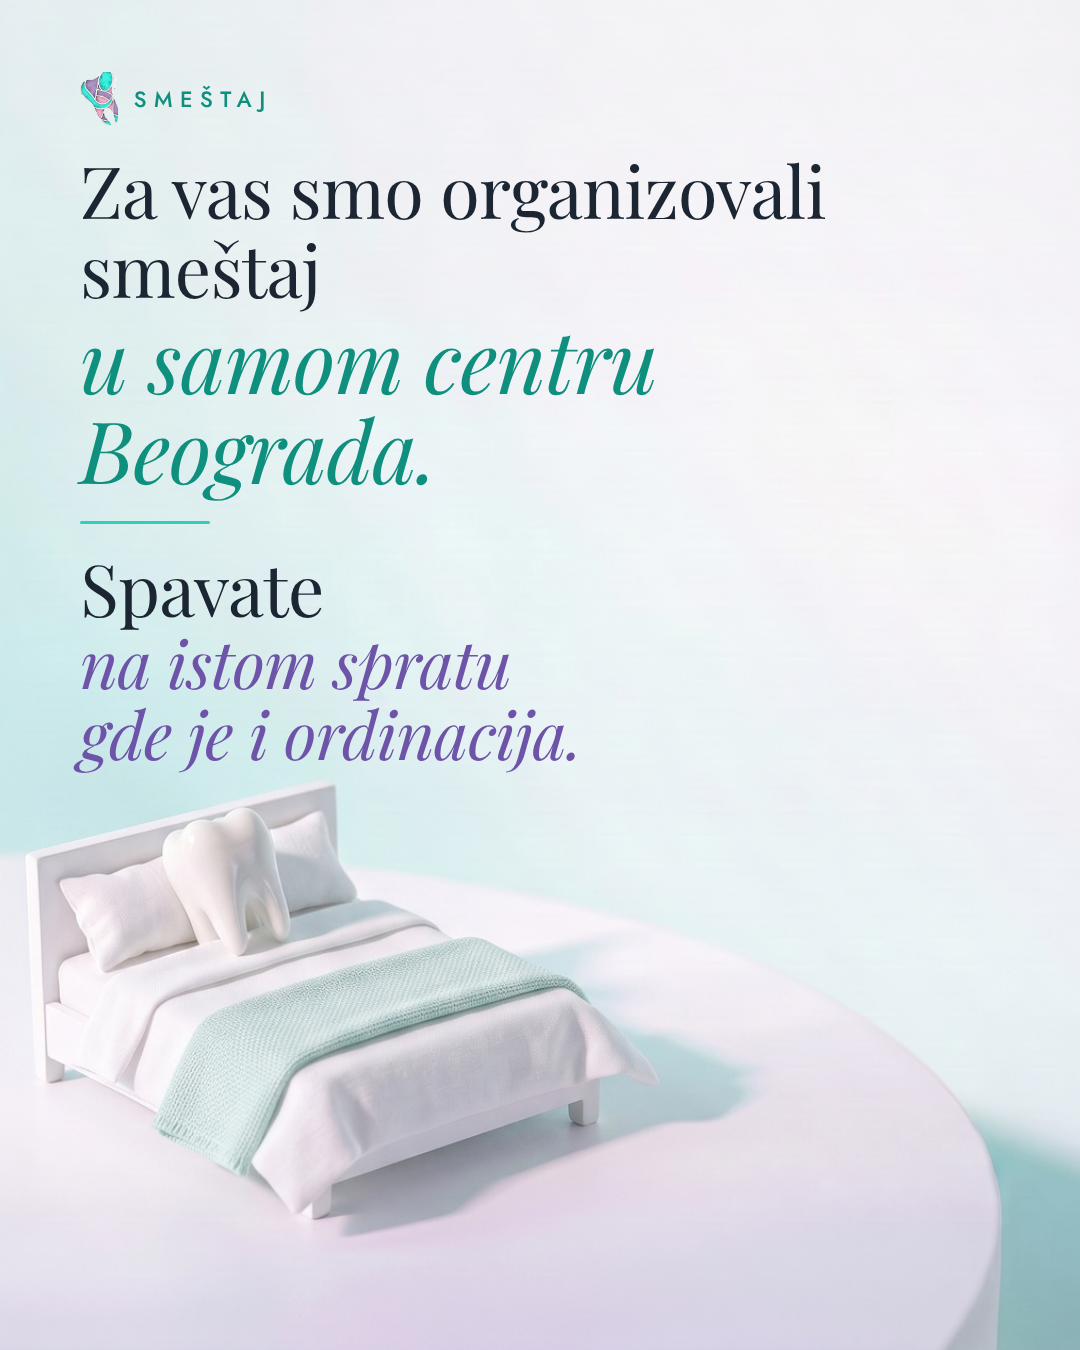 SMEŠTAJ
Za vas smo organizovali
smeštaj
u samom centru
Beograda.
Spavate
na istom spratu
gde je i ordinacija.